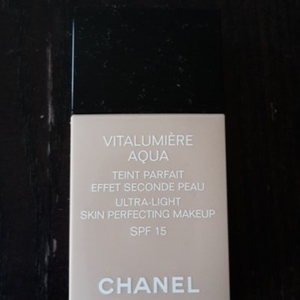 VITALUMIÈRE
AQUA
TEINT PARFAIT
EFFET SECONDE PEAU
ULTRA-LIGHT
SKIN PERFECTING MAKEUP
SPF 15
CHANEL